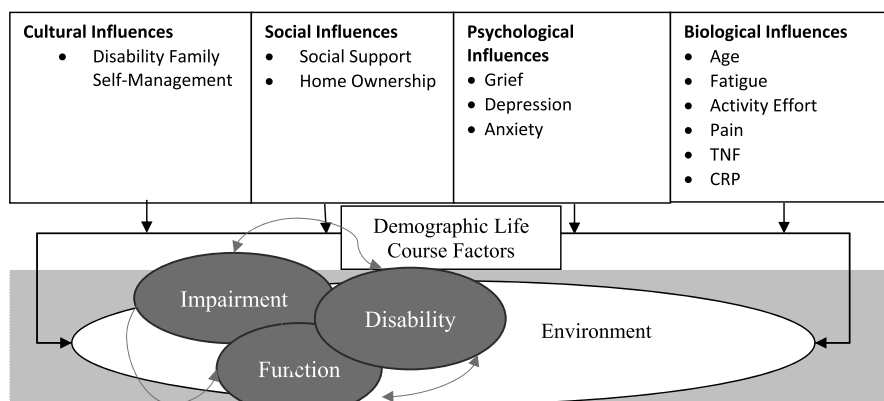 Cultural Influences
• Disability Family
Self-Management
Social Influences
• Social Support
• Home Ownership
Psychological
Influences
• Grief
• Depression
• Anxiety
Biological Influences
• Age
• Fatigue
• Activity Effort
• Pain
• TNF
• CRP
Demographic Life
Course Factors
Impairment
Disability
Environment
Function